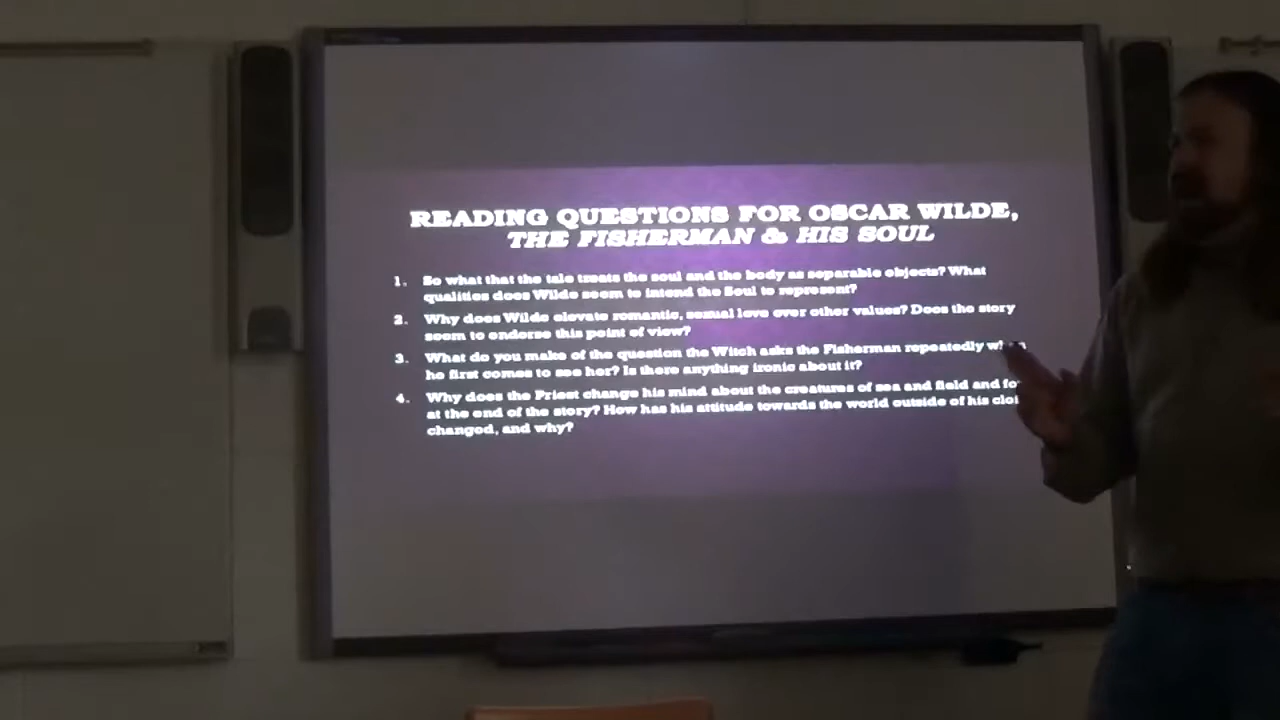 READING QUESTIONS FOR OSCAR WILDE,
THE FISHERMAN & HIS SOUL
1. So what that the tale treats the soul and the body as separable objects? What
qualities does Wilde seem to intend the Soul to represent?
2. Why does Wilde elevate romantic, sexual love over other values? Does the story
seem to endorse this point of view?
3. What do you make of the question the Witch asks the Fisherman repeatedly when
he first comes to see her? Is there anything ironic about it?
4. Why does the Priest change his mind about the creatures of sea and field and
at the end of the story? How has his attitude towards the world outside of his
changed, and why?